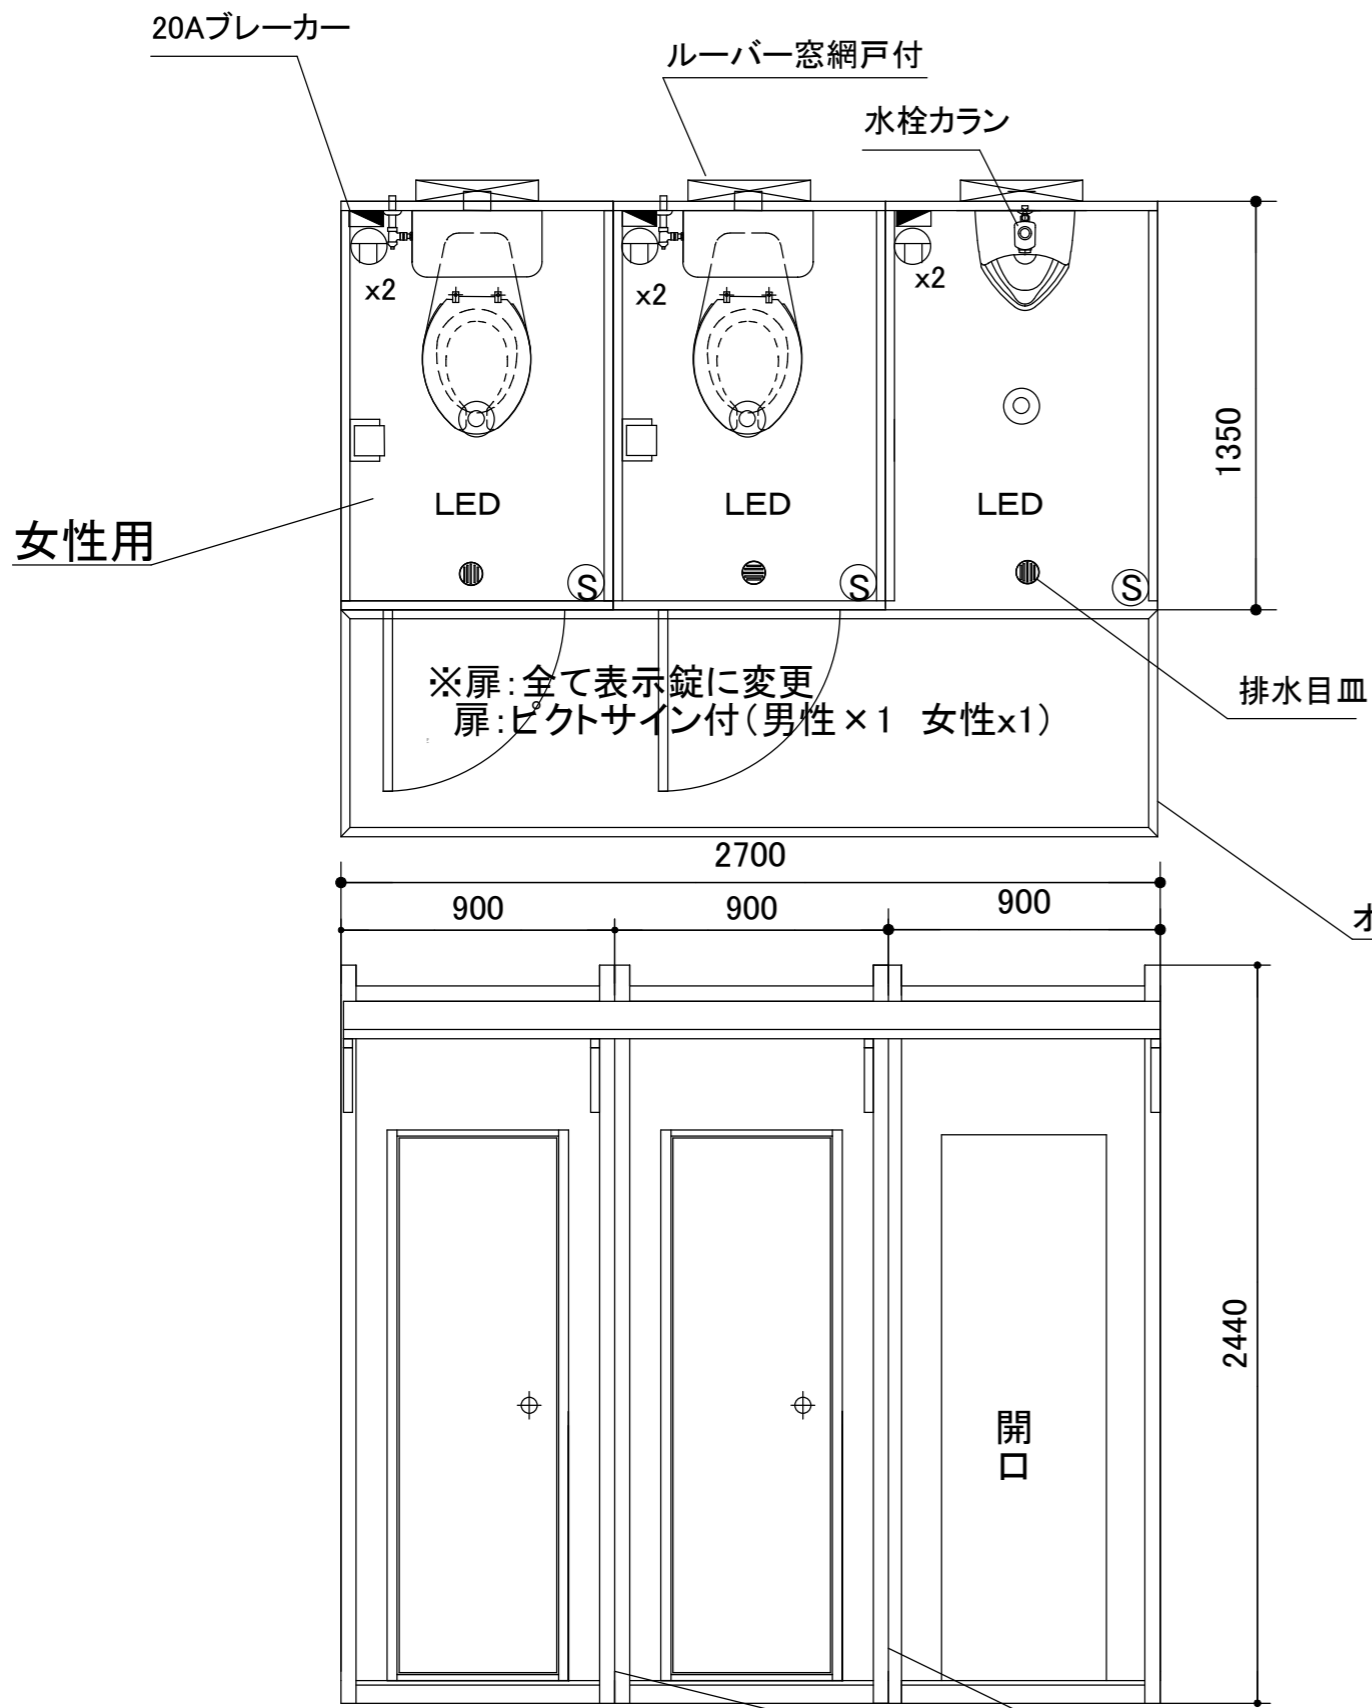 20Aブレーカー
ルーバー窓網戸付
水栓カラン
x2
x2
x2
1350
LED
LED
LED
女性用
S
S
S
※扉:全て表示錠に変更
扉:ピクトサイン付(男性×1 女性x1)
排水目皿
2700
900
900
900
2440
開
口